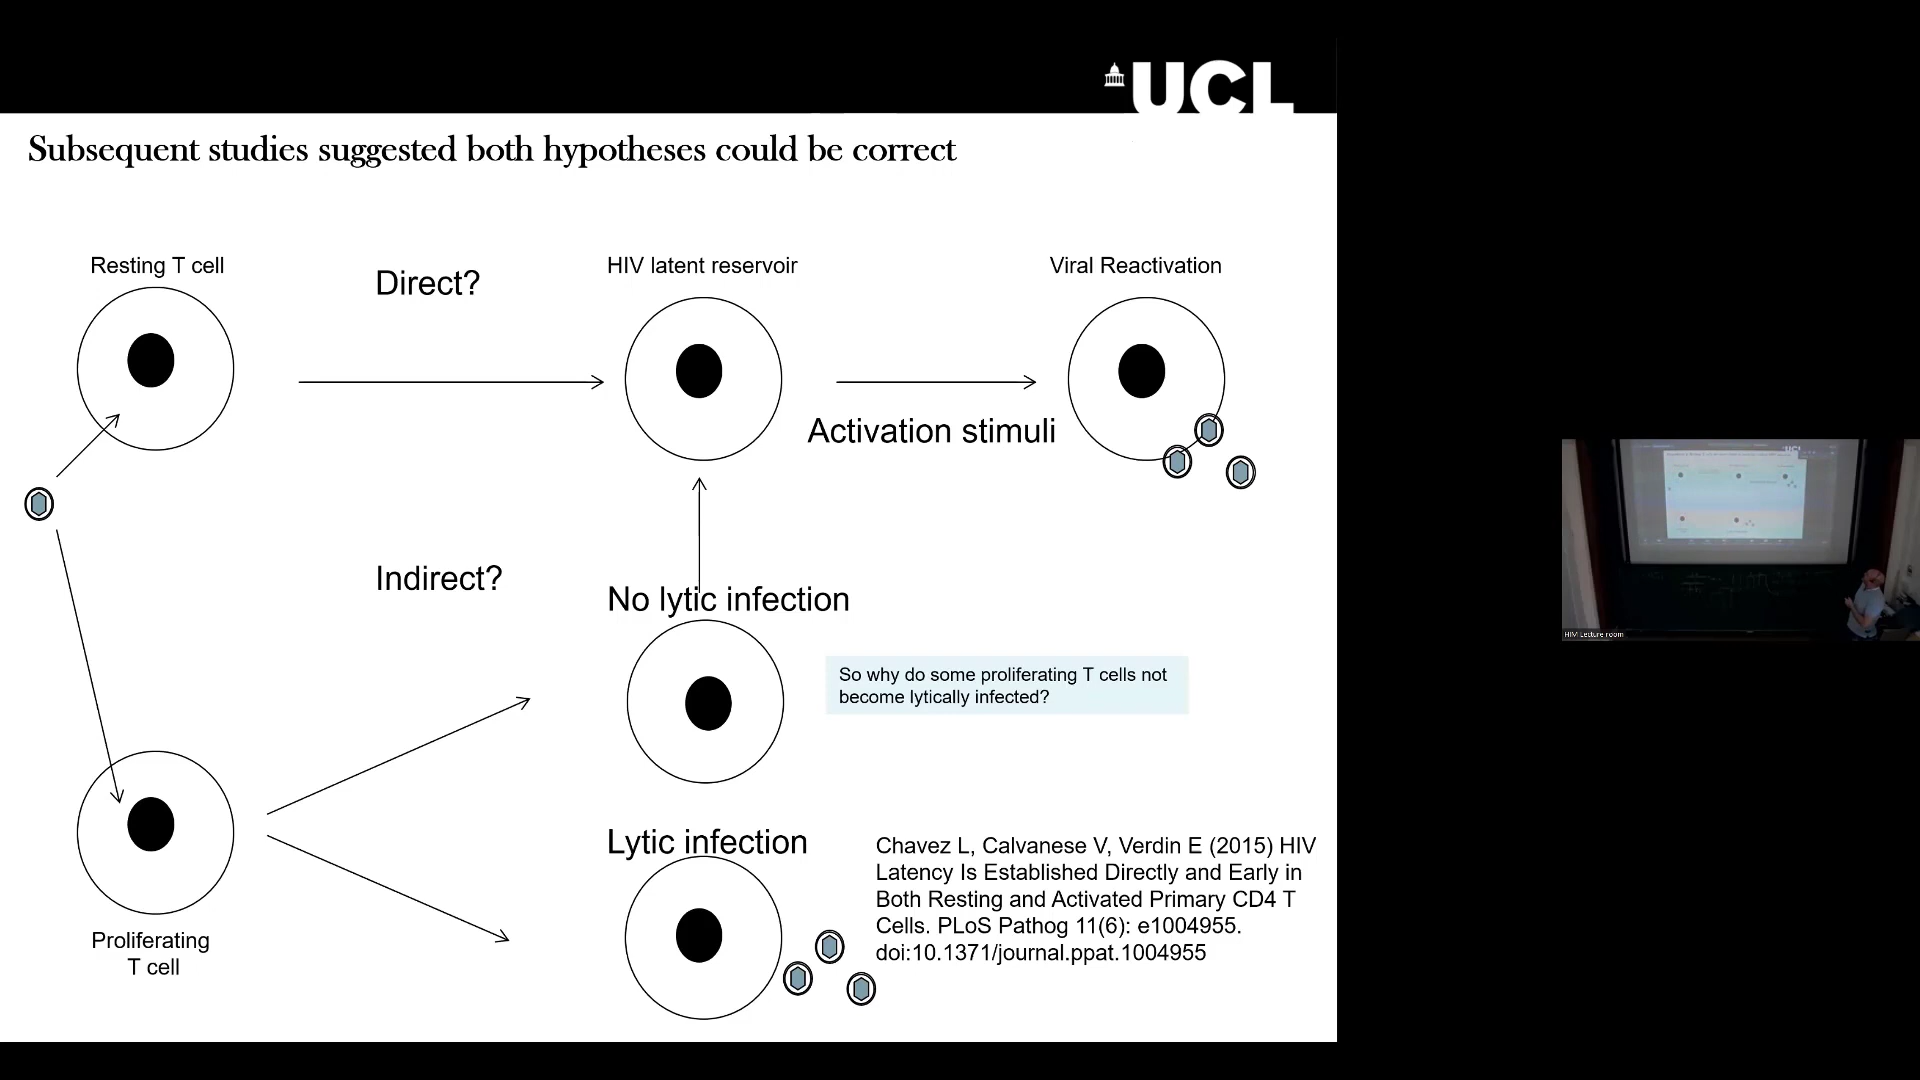 UCL
Subsequent studies suggested both hypotheses could be correct
Resting T cell
Direct?
HIV latent reservoir
Viral Reactivation
Activation stimuli
Indirect?
No lytic infection
So why do some proliferating T cells not
become lytically infected?
Lytic infection
Chavez L, Calvanese V, Verdin E (2015) HIV
Latency Is Established Directly and Early in
Both Resting and Activated Primary CD4 T
Cells. PLoS Pathog 11(6): e1004955.
doi:10.1371/journal.ppat.1004955
Proliferating
T cell
HIM Lecture room